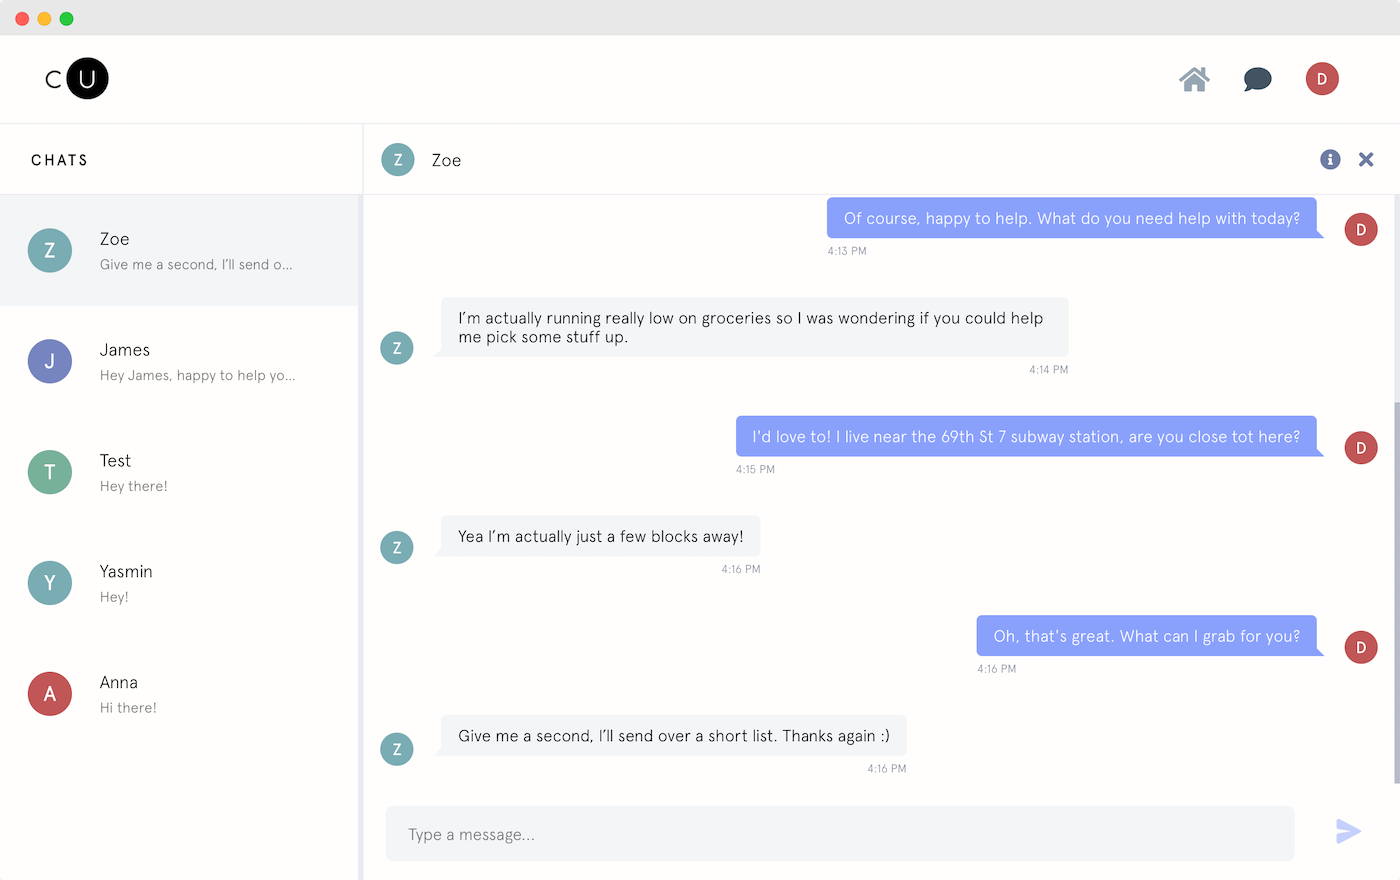 C U
D
CHATS
Z Zoe
Z
Zoe
Give me a second, I’ll send o...
J
James
Hey James, happy to help yo...
T
Test
Hey there!
Y
Yasmin
Hey!
A
Anna
Hi there!
Of course, happy to help. What do you need help with today?
D
4:13 PM
I’m actually running really low on groceries so I was wondering if you could help
me pick some stuff up.
Z
4:14 PM
I'd love to! I live near the 69th St 7 subway station, are you close tot here?
D
4:15 PM
Yea I’m actually just a few blocks away!
Z
4:16 PM
Oh, that's great. What can I grab for you?
D
4:16 PM
Give me a second, I’ll send over a short list. Thanks again :)
Z
4:16 PM
Type a message...